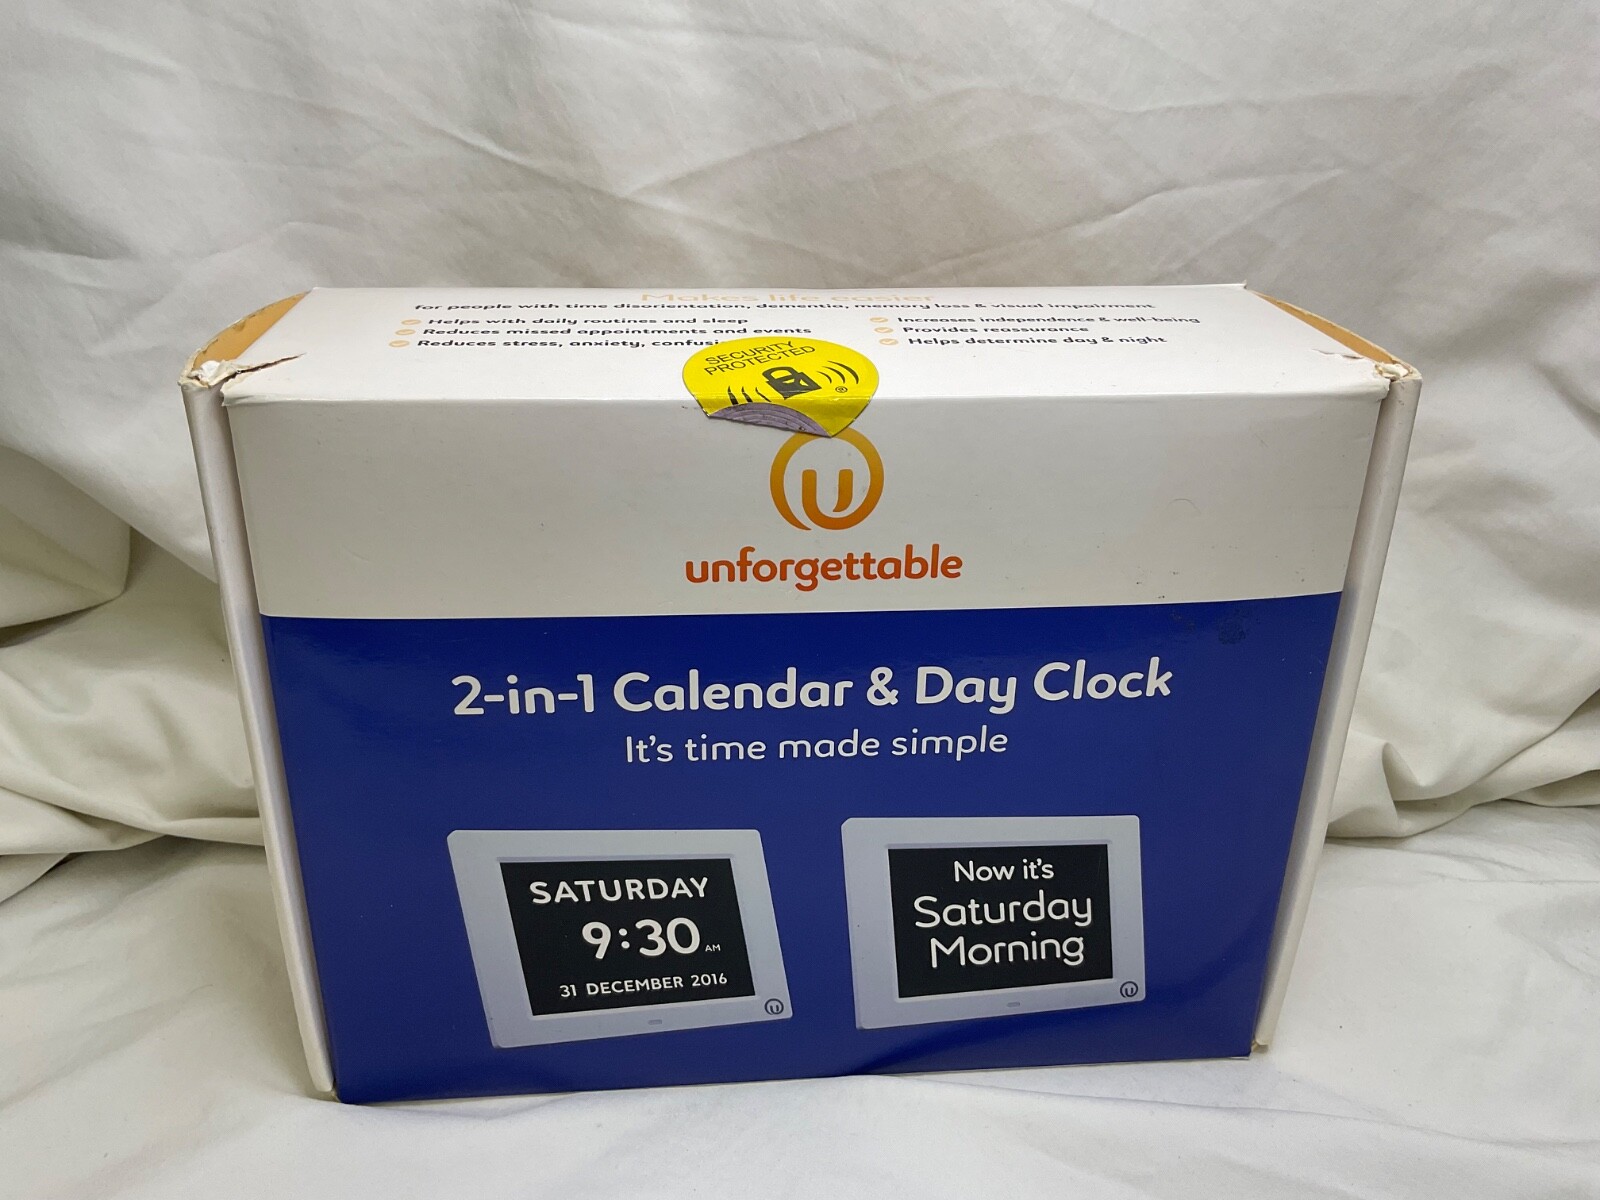 Makes life easier
for people with time disorientation, dementia, memory loss & visual impairment
Helps with daily routines and sleep
Reduces missed appointments and events
Reduces stress, anxiety,
Increases independence & well-being
Provides reassurance
Helps determine day & night
SECURITY
PROTECTED
®
unforgettable
2-in-1 Calendar & Day Clock
It's time made simple
SATURDAY
9:30 AM
31 DECEMBER 2016
Now it's
Saturday
Morning